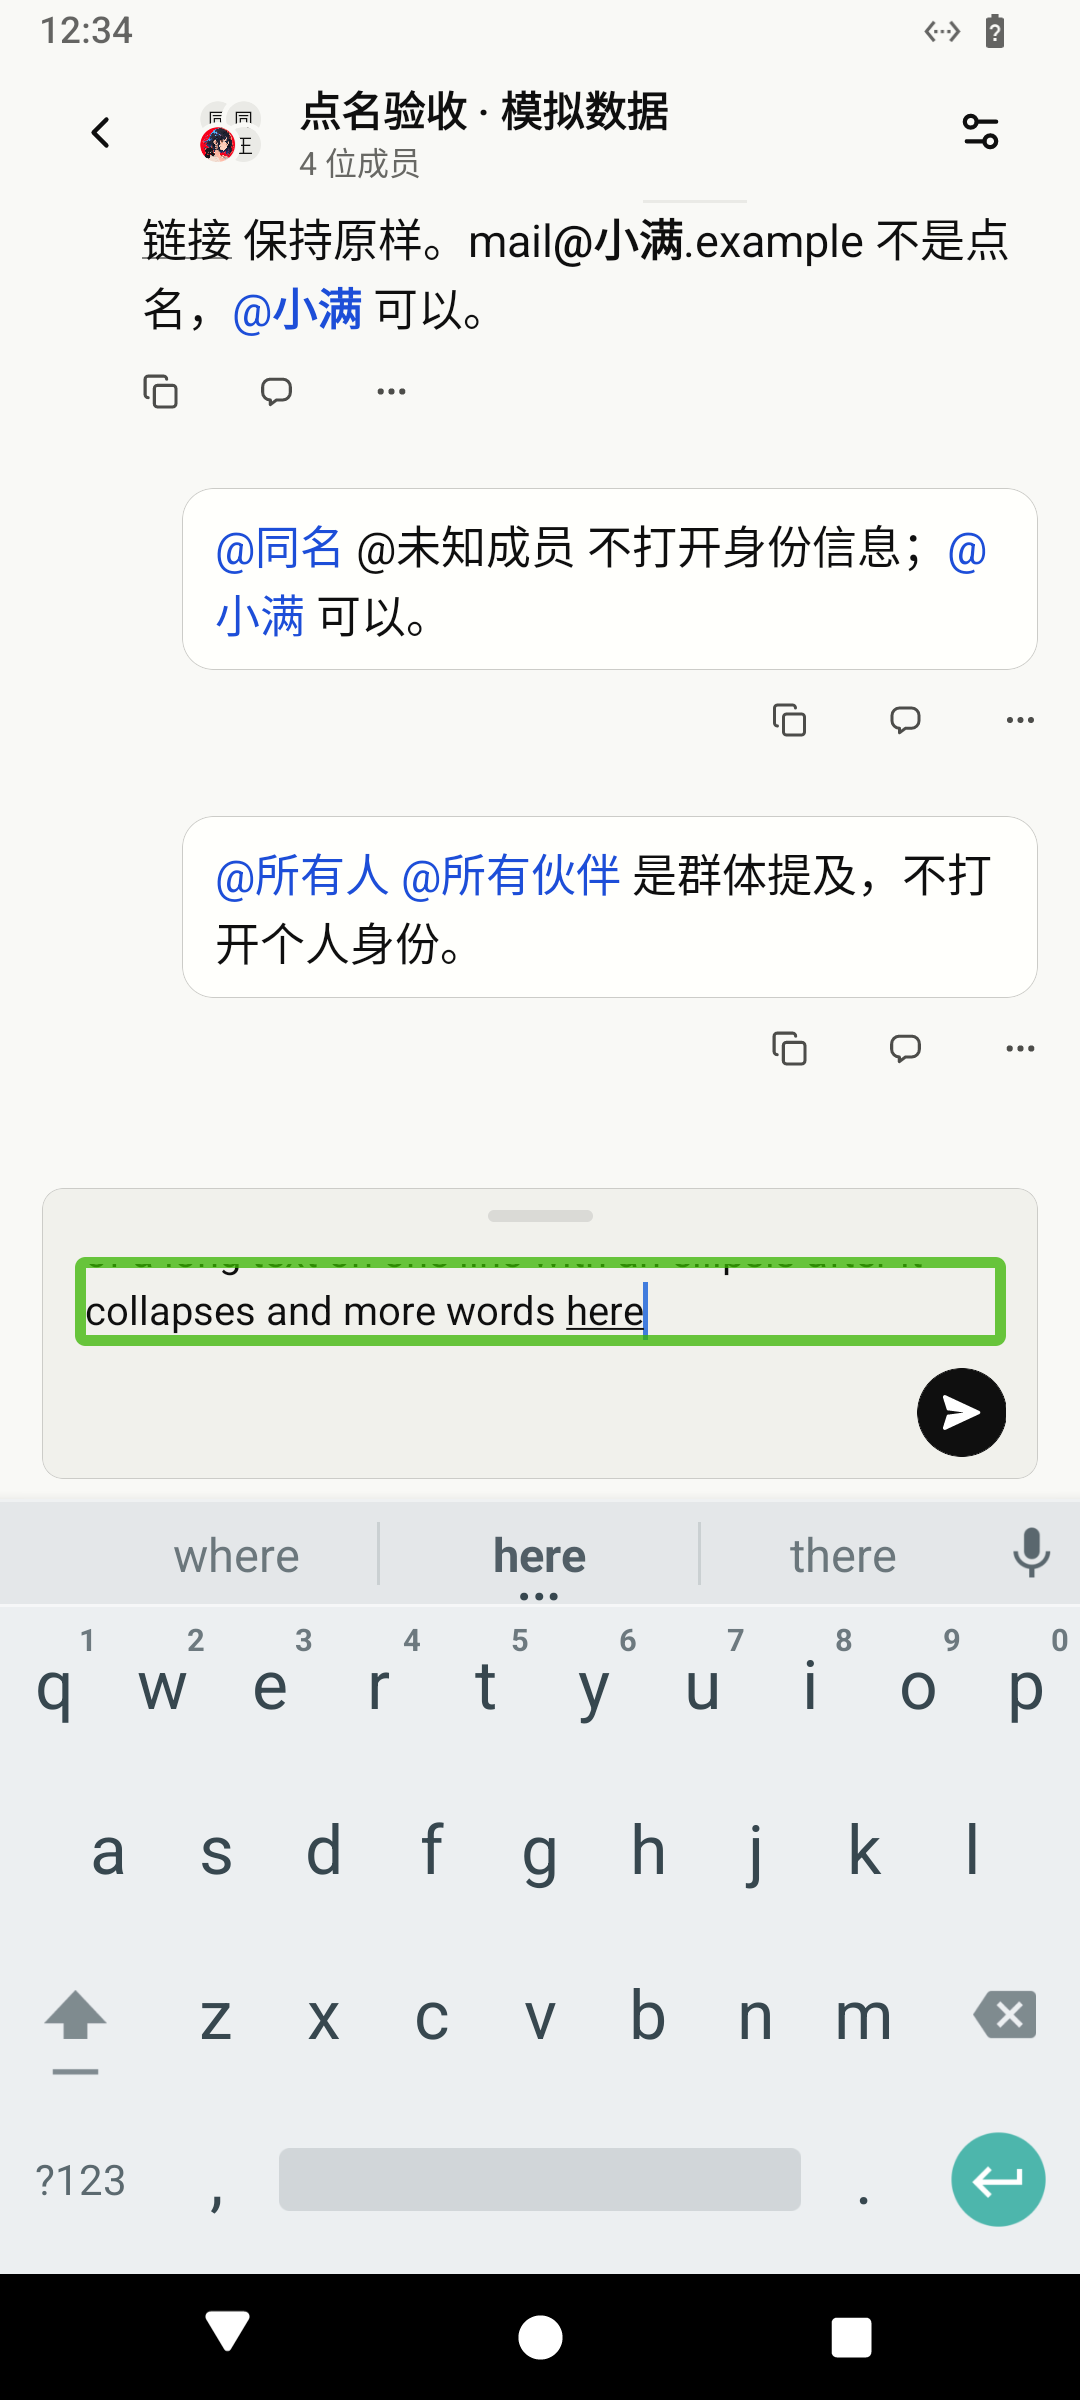 12:34
点名验收 · 模拟数据
4 位成员
链接 保持原样。mail@小满.example 不是点
名，@小满 可以。
@同名 @未知成员 不打开身份信息；@
小满 可以。
@所有人 @所有伙伴 是群体提及，不打
开个人身份。
collapses and more words here
where here there
1 2 3 4 5 6 7 8 9 0
q w e r t y u i o p
a s d f g h j k l
z x c v b n m
?123 , .